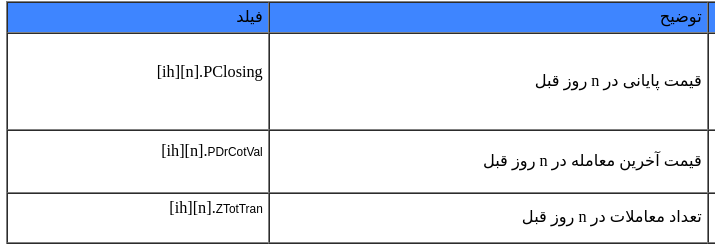 توضیح
فیلد
قیمت پایانی در n روز قبل
[ih][n].PClosing
قیمت آخرین معامله در n روز قبل
[ih][n].PDrCotVal
تعداد معاملات در n روز قبل
[ih][n].ZTotTran